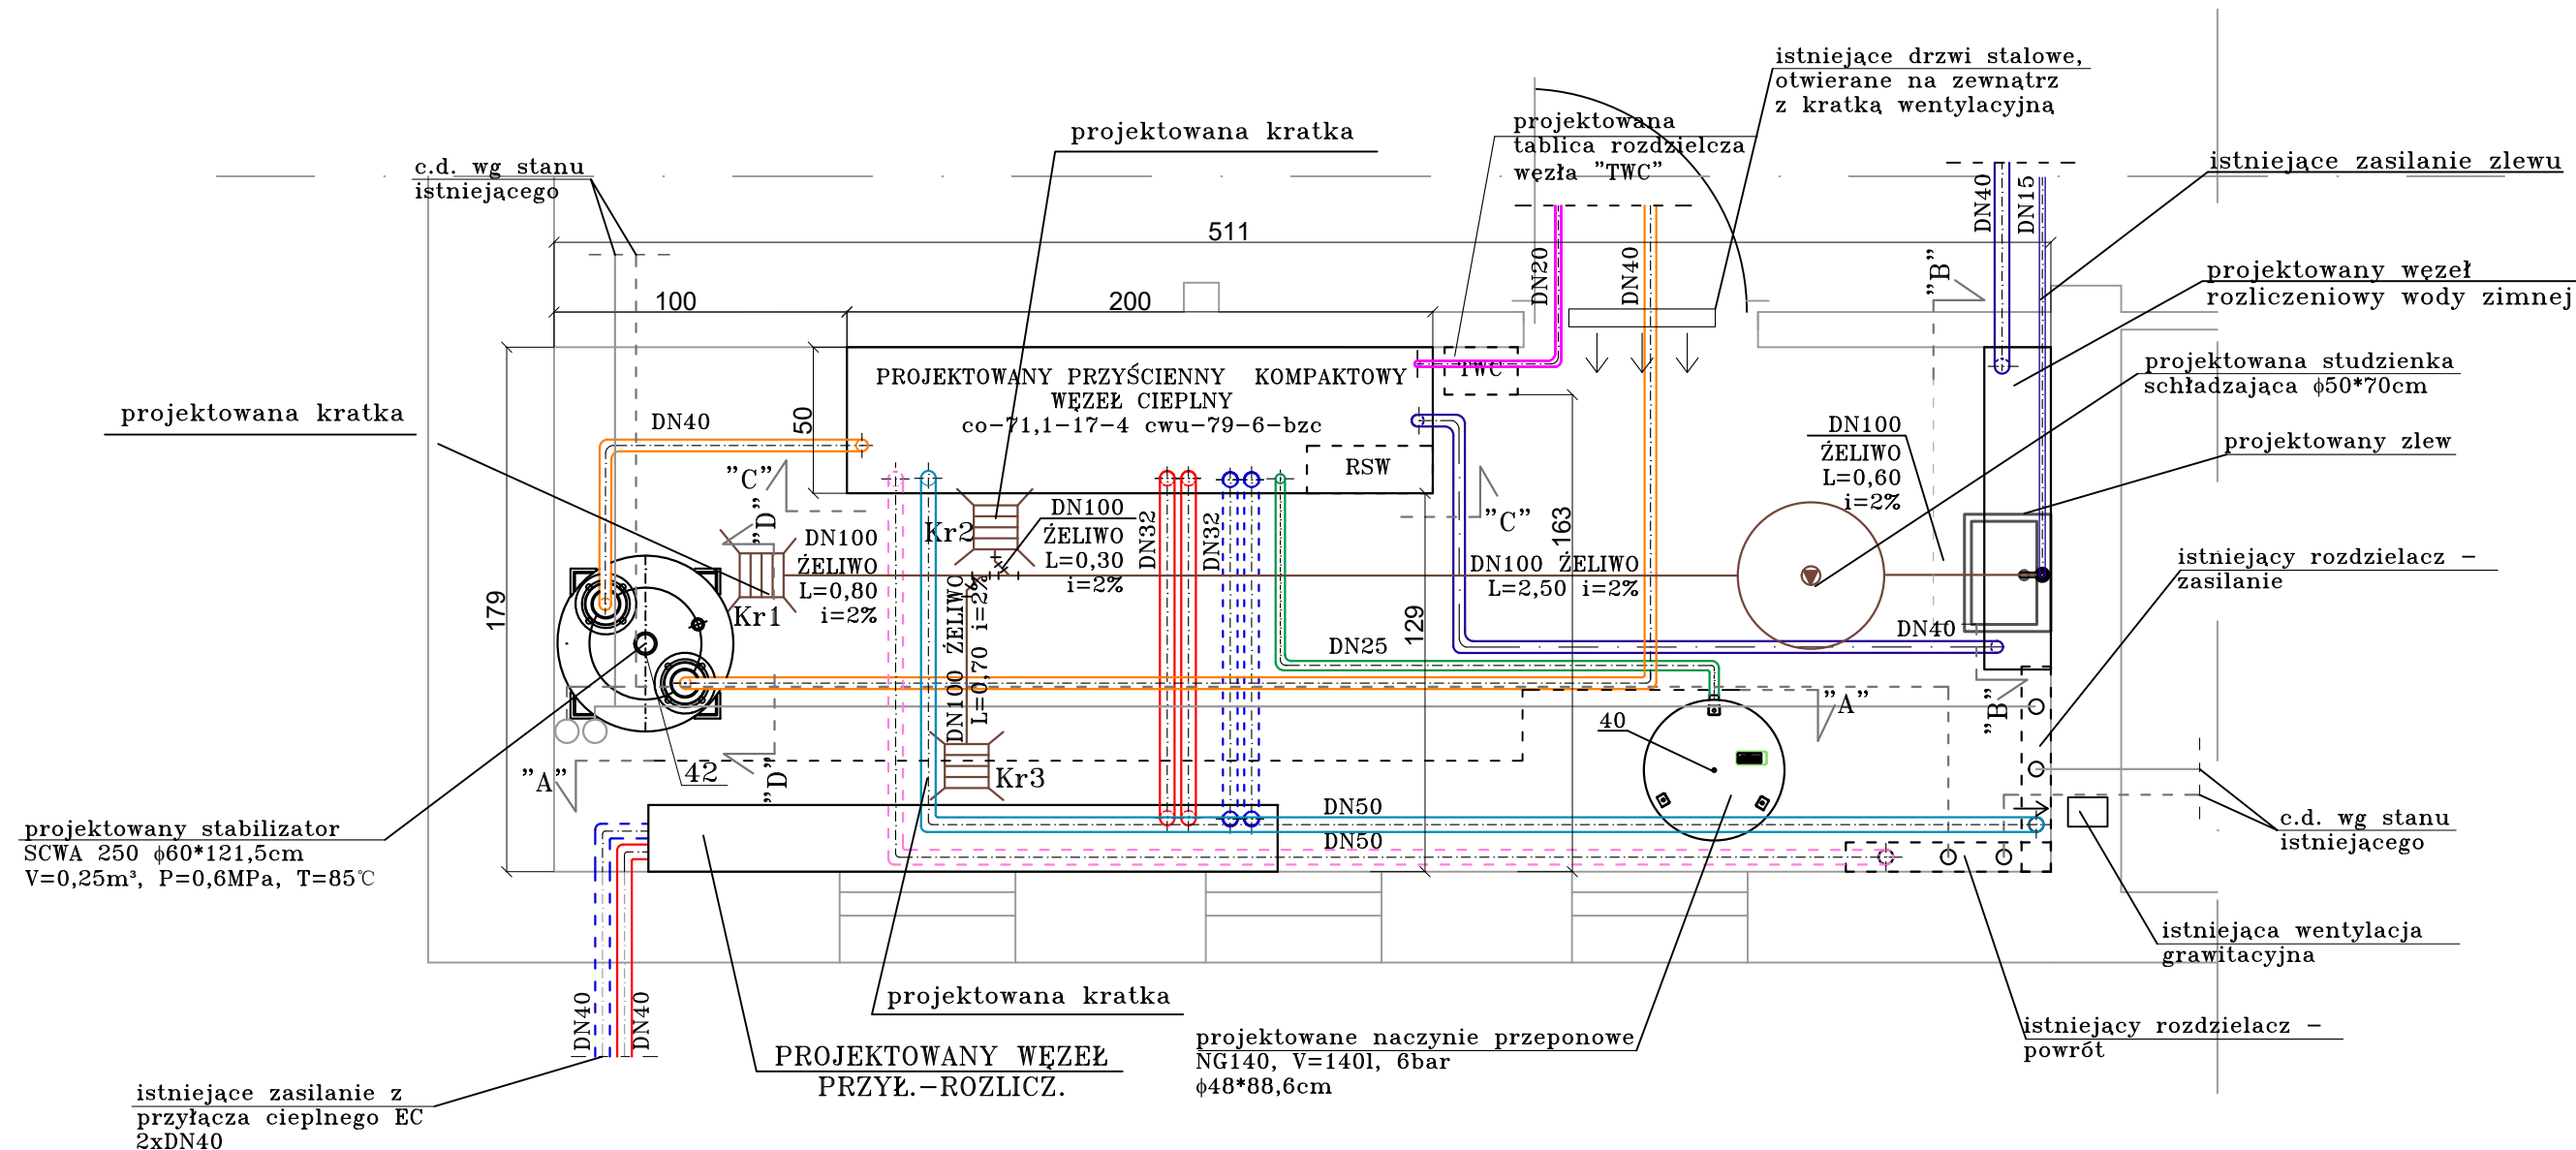 istniejące drzwi stalowe,
otwierane na zewnątrz
z kratką wentylacyjną
projektowana
tablica rozdzielcza
węzła "TWC"
projektowana kratka
c.d. wg stanu
istniejącego
istniejące zasilanie zlewu
DN40
DN15
511
"B"
projektowany węzeł
rozliczeniowy wody zimnej
DN20
DN40
100
200
projektowana studzienka
schładzająca ϕ50*70cm
PROJEKTOWANY PRZYŚCIENNY KOMPAKTOWY
WĘZEŁ CIEPLNY
co-71,1-17-4 cwu-79-6-bzc
TWC
projektowana kratka
DN40
50
RSW
DN100
ŻELIWO
L=0,60
i=2%
projektowany zlew
"C"
"D"
"C"
163
Kr2
DN100
ŻELIWO
L=0,30
i=2%
DN100
ŻELIWO
L=0,80
i=2%
DN32
DN32
DN100 ŻELIWO
L=2,50 i=2%
istniejący rozdzielacz -
zasilanie
179
Kr1
DN100 ŻELIWO
L=0,70 i=2%
129
DN25
DN40
"A"
"B"
40
"A"
42
"D"
Kr3
DN50
DN50
projektowany stabilizator
SCWA 250 ϕ60*121,5cm
V=0,25m³, P=0,6MPa, T=85℃
c.d. wg stanu
istniejącego
istniejąca wentylacja
grawitacyjna
DN40
DN40
projektowana kratka
PROJEKTOWANY WĘZEŁ
PRZYŁ.-ROZLICZ.
projektowane naczynie przeponowe
NG140, V=140l, 6bar
ϕ48*88,6cm
istniejący rozdzielacz -
powrót
istniejące zasilanie z
przyłącza cieplnego EC
2xDN40